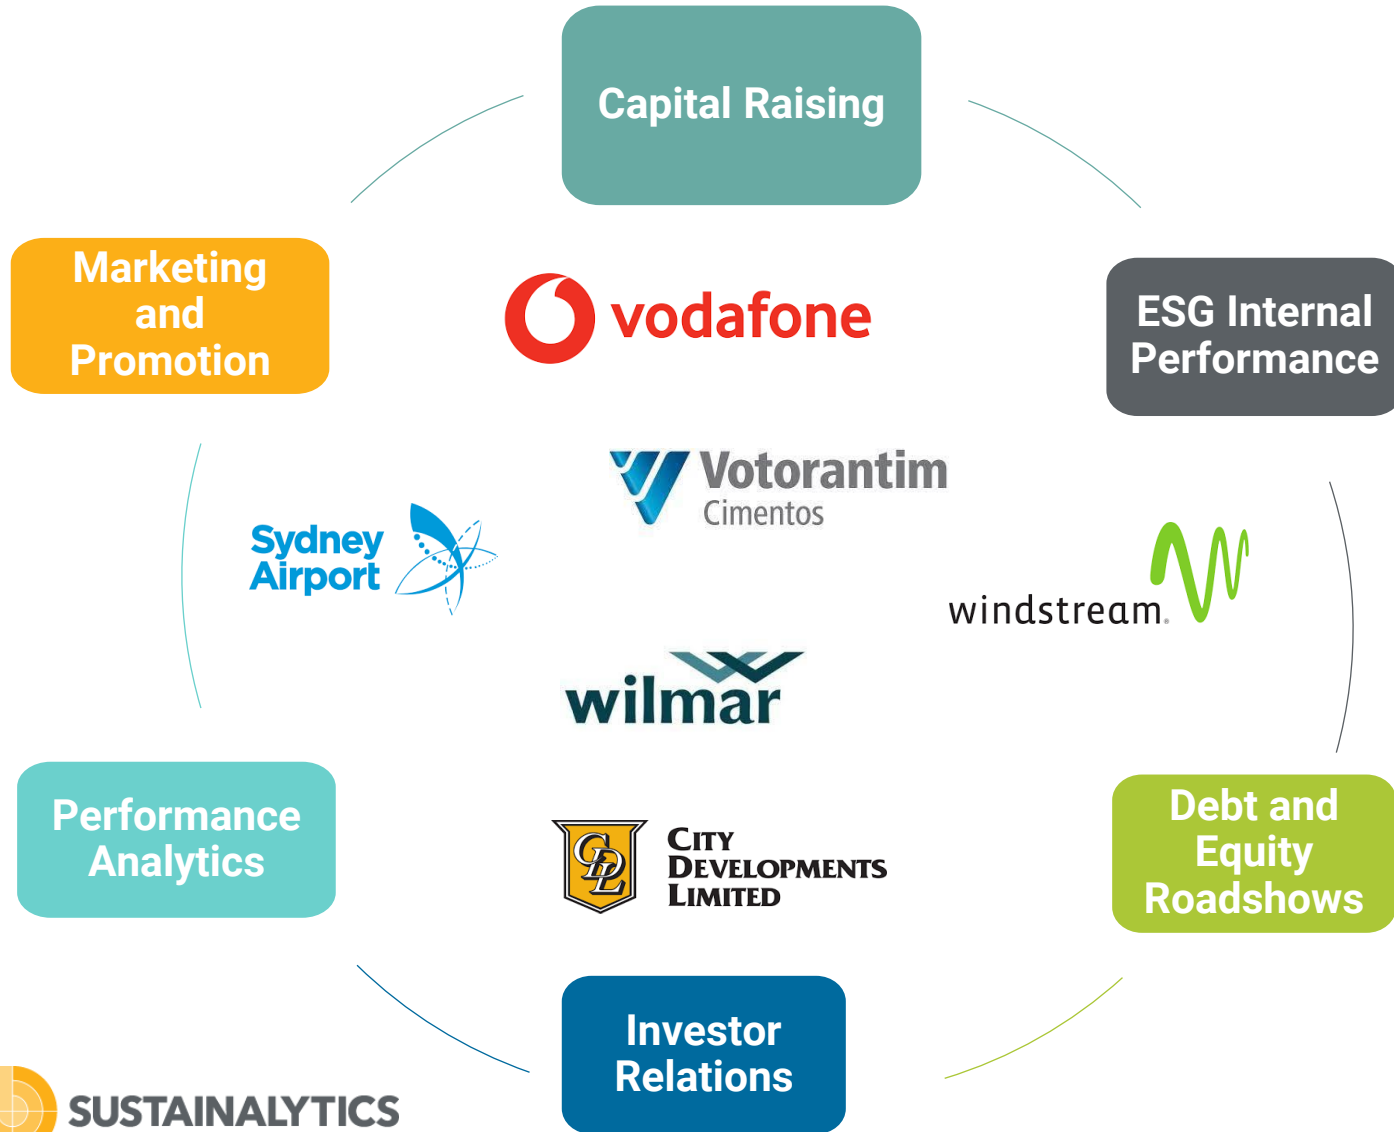 Capital Raising
Marketing
and
Promotion
vodafone
ESG Internal
Performance
Votorantim
Cimentos
Sydney
Airport
windstream®
wilmar
Performance
Analytics
CDL
CITY
DEVELOPMENTS
LIMITED
Debt and
Equity
Roadshows
Investor
Relations
SUSTAINALYTICS